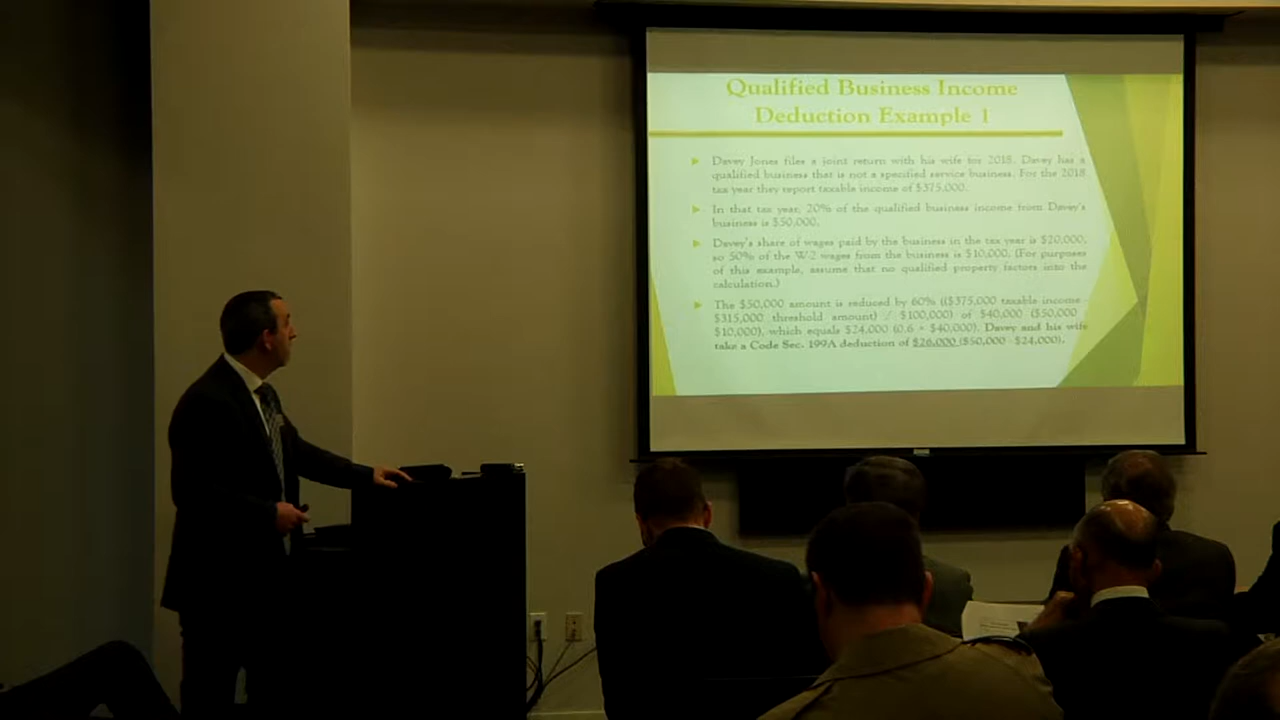 Qualified Business Income
Deduction Example 1
Davey Jones files a joint return with his wife for 2018. Davey has a
qualified business that is not a specified service business. For the 2018
tax year they report taxable income of $375,000.
In that tax year, 20% of the qualified business income from Davey's
business is $50,000.
Davey's share of wages paid by the business in the tax year is $20,000,
so 50% of the W-2 wages from the business is $10,000. (For purposes
of this example, assume that no qualified property factors into the
calculation.)
The $50,000 amount is reduced by 60% (($375,000 taxable income -
$315,000 threshold amount) / $100,000) of $40,000 ($50,000 -
$10,000), which equals $24,000 (0.6 × $40,000). Davey and his wife
take a Code Sec. 199A deduction of $26,000 ($50,000 - $24,000).